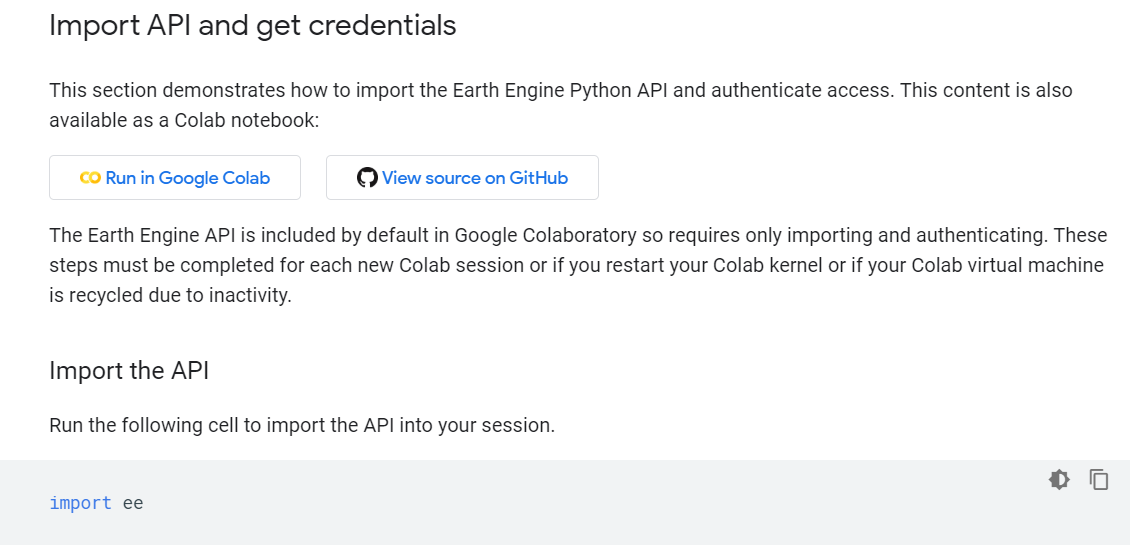 Import API and get credentials
This section demonstrates how to import the Earth Engine Python API and authenticate access. This content is also
available as a Colab notebook:
Run in Google Colab
View source on GitHub
The Earth Engine API is included by default in Google Colaboratory so requires only importing and authenticating. These
steps must be completed for each new Colab session or if you restart your Colab kernel or if your Colab virtual machine
is recycled due to inactivity.
Import the API
Run the following cell to import the API into your session.
import ee